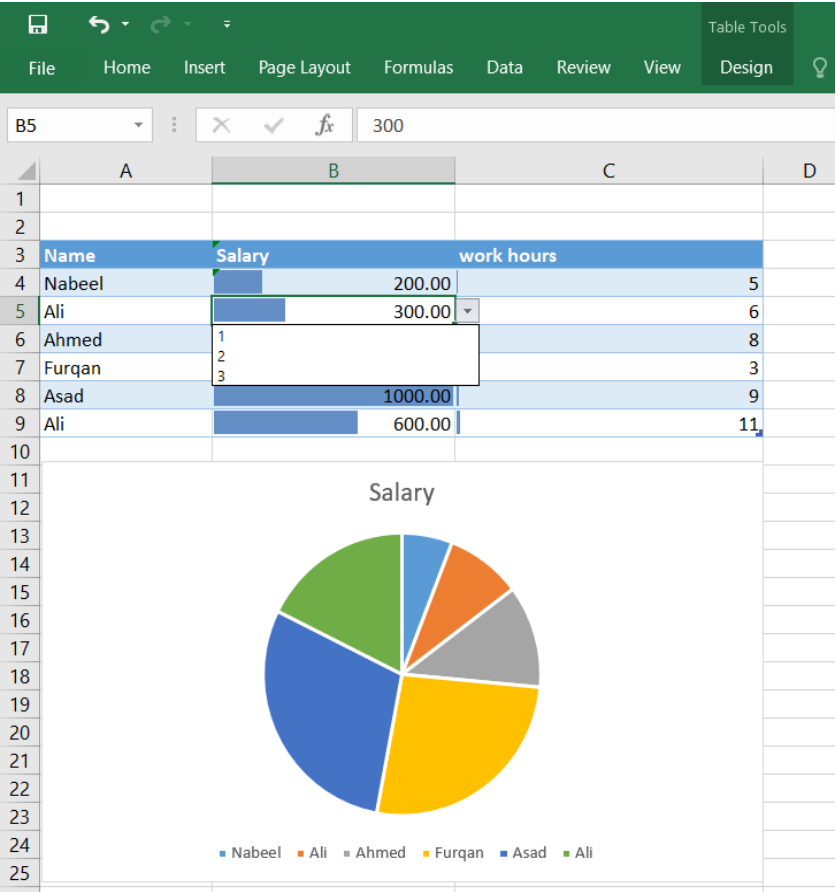 Table Tools
File Home Insert Page Layout Formulas Data Review View Design
B5 fx 300
A B C D
1
2
3 Name Salary work hours
4 Nabeel 200.00 5
5 Ali 300.00 6
6 Ahmed 1 8
2
7 Furqan 3 3
8 Asad 1000.00 9
9 Ali 600.00 11
10
11
Salary
12
13
14
15
16
17
18
19
20
21
22
23
24 Nabeel Ali Ahmed Furqan Asad Ali
25